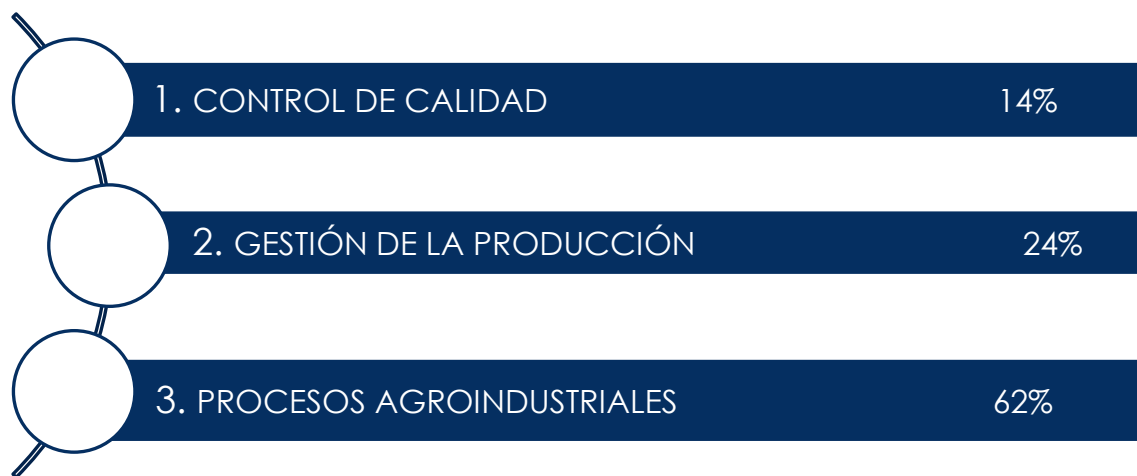 1. CONTROL DE CALIDAD 14%
2. GESTIÓN DE LA PRODUCCIÓN 24%
3. PROCESOS AGROINDUSTRIALES 62%